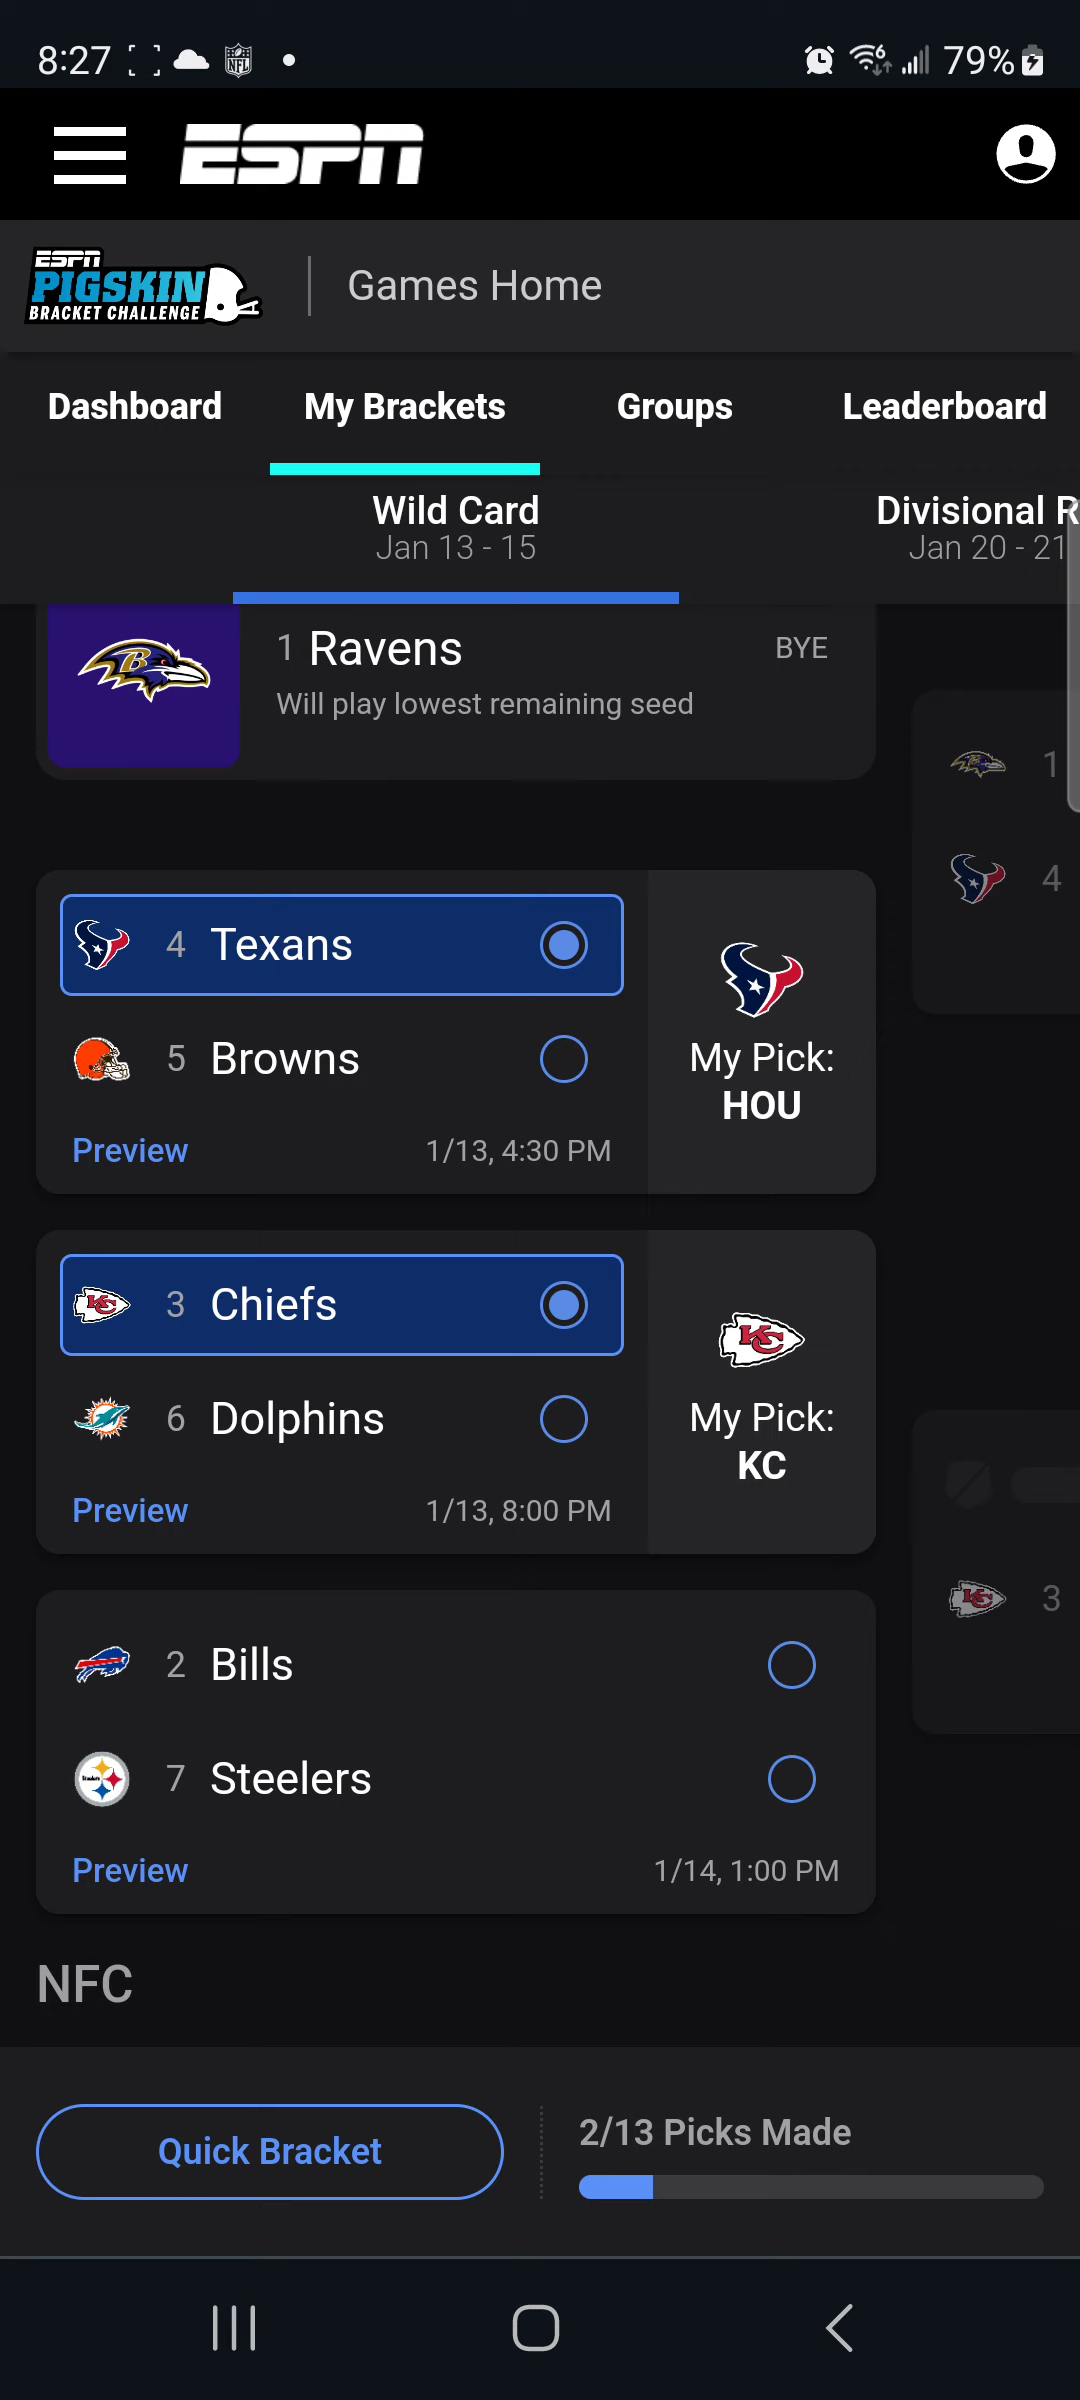 8:27
79%
ESPN
ESPN
PIGSKIN
BRACKET CHALLENGE
Games Home
Dashboard
My Brackets
Groups
Leaderboard
Wild Card
Jan 13 - 15
Divisional R
Jan 20 - 21
1 Ravens
BYE
Will play lowest remaining seed
1
4
4 Texans
5 Browns
Preview
1/13, 4:30 PM
My Pick:
HOU
3 Chiefs
6 Dolphins
Preview
1/13, 8:00 PM
My Pick:
KC
3
2 Bills
7 Steelers
Preview
1/14, 1:00 PM
NFC
Quick Bracket
2/13 Picks Made